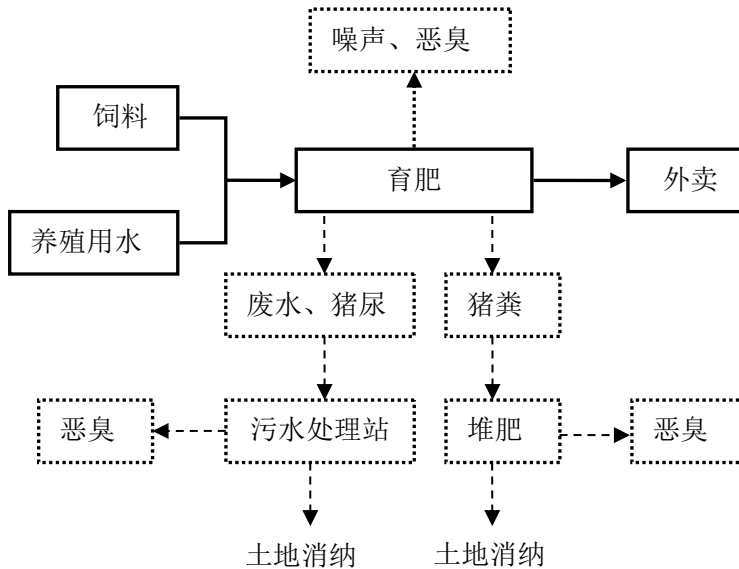 噪声、恶臭
饲料
育肥
外卖
养殖用水
废水、猪尿
猪粪
恶臭
污水处理站
堆肥
恶臭
土地消纳
土地消纳